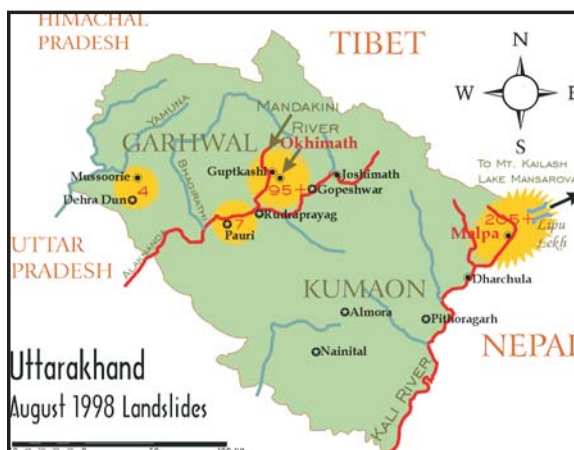 HIMACHAL
PRADESH
TIBET
N
W
E
S
YAMUNA
MANDAKINI
RIVER
GARHWAL
Okhimath
Mussoorie
4
Dehra Dun
BHAGIRATHI
Guptkashi
95+
Joshimath
Gopeshwar
TO MT. KAILASH
LAKE MANSAROVA
Rudraprayag
7
Pauri
ALAKNANDA
205+
Malpa
Lipu
Lekh
UTTAR
PRADESH
Dharchula
KUMAON
Almora
Pithoragarh
Nainital
NEPAL
KALI RIVER
Uttarakhand
August 1998 Landslides